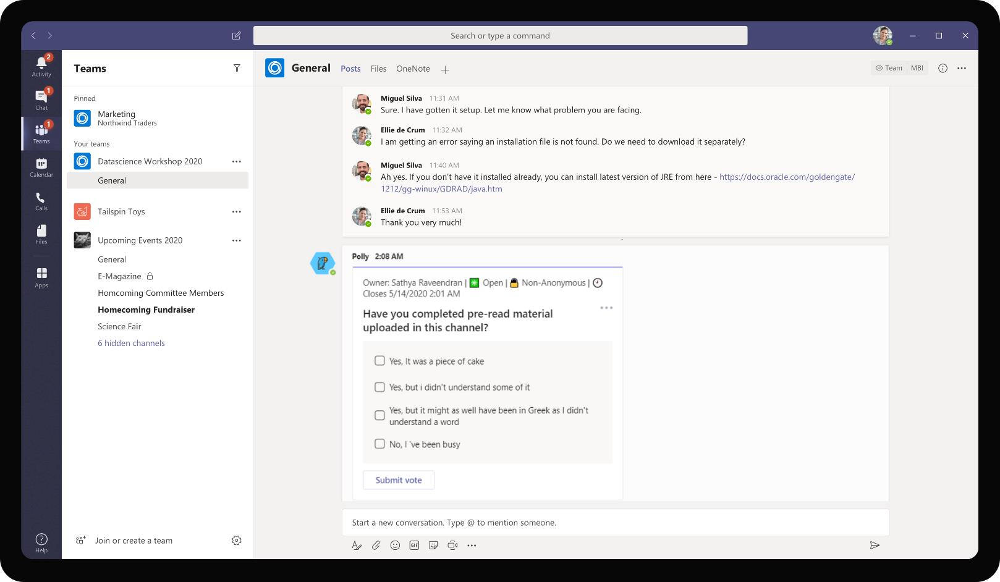 Search or type a command
2
Activity
1
Chat
1
Teams
Calendar
Calls
Files
Apps
Help
Teams
Pinned
Marketing
Northwind Traders
Your teams
Datascience Workshop 2020
General
Tailspin Toys
Upcoming Events 2020
General
E-Magazine
Homcoming Committee Members
Homecoming Fundraiser
Science Fair
6 hidden channels
Join or create a team
General Posts Files OneNote
Team MBI
Miguel Silva 11:31 AM
Sure. I have gotten it setup. Let me know what problem you are facing.
Ellie de Crum 11:32 AM
I am getting an error saying an installation file is not found. Do we need to download it separately?
Miguel Silva 11:40 AM
Ah yes. If you don't have it installed already, you can install latest version of JRE from here - https://docs.oracle.com/goldengate/
1212/gg-winux/GDRAD/java.htm
Ellie de Crum 11:53 AM
Thank you very much!
Polly 2:08 AM
Owner: Sathya Raveendran | Open | Non-Anonymous |
Closes 5/14/2020 2:01 AM
Have you completed pre-read material
uploaded in this channel?
Yes, It was a piece of cake
Yes, but i didn't understand some of it
Yes, but it might as well have been in Greek as I didn't
understand a word
No, I 've been busy
Submit vote
Start a new conversation. Type @ to mention someone.
GIF